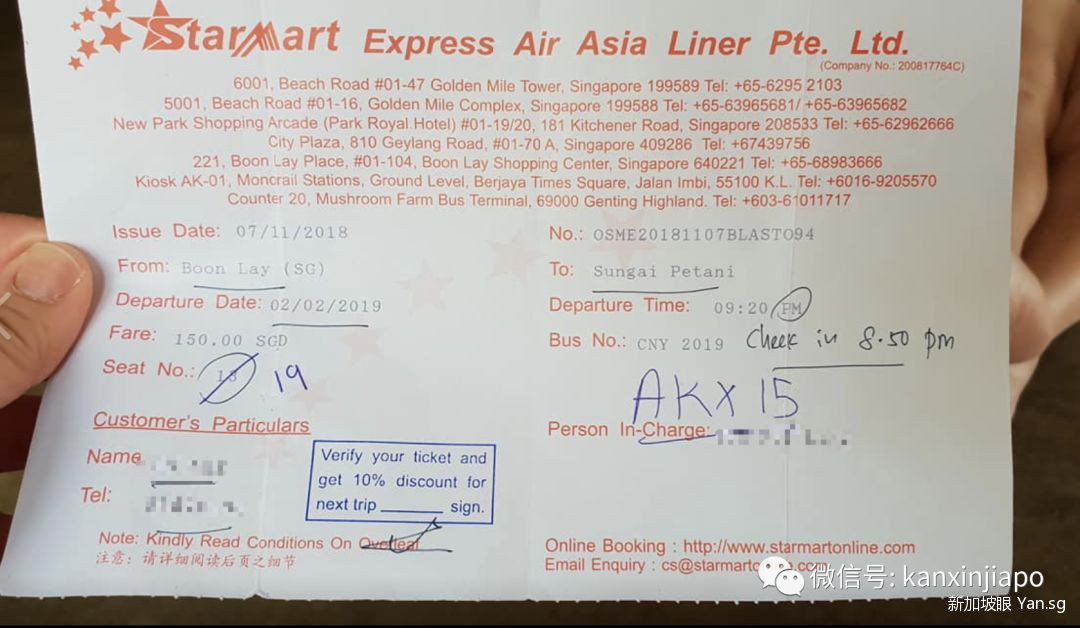 StarMart Express Air Asia Liner Pte. Ltd.
(Company No.: 200817764C)
6001, Beach Road #01-47 Golden Mile Tower, Singapore 199589 Tel: +65-6295 2103
5001, Beach Road #01-16, Golden Mile Complex, Singapore 199588 Tel: +65-63965681/ +65-63965682
New Park Shopping Arcade (Park Royal Hotel) #01-19/20, 181 Kitchener Road, Singapore 208533 Tel: +65-62962666
City Plaza, 810 Geylang Road, #01-70 A, Singapore 409286 Tel: +67439756
221, Boon Lay Place, #01-104, Boon Lay Shopping Center, Singapore 640221 Tel: +65-68983666
Kiosk AK-01, Moncrail Stations, Ground Level, Berjaya Times Square, Jalan Imbi, 55100 K.L. Tel: +6016-9205570
Counter 20, Mushroom Farm Bus Terminal, 69000 Genting Highland. Tel: +603-61011717
Issue Date: 07/11/2018 No.: OSME20181107BLAST094
From: Boon Lay (SG) To: Sungai Petani
Departure Date: 02/02/2019 Departure Time: 09:20 PM
Fare: 150.00 SGD Bus No.: CNY 2019 Check in 8.50 pm
Seat No.: 18 19 AKX 15
Customer's Particulars Person In-Charge:
Name
Tel:
Verify your ticket and
get 10% discount for
next trip ______ sign.
Note: Kindly Read Conditions On Overleaf
注意: 请详细阅读后页之细节
Online Booking : http://www.starmartonline.com
Email Enquiry : cs@starmarto
微信号: kanxinjiapo
新加坡眼 Yan.sg